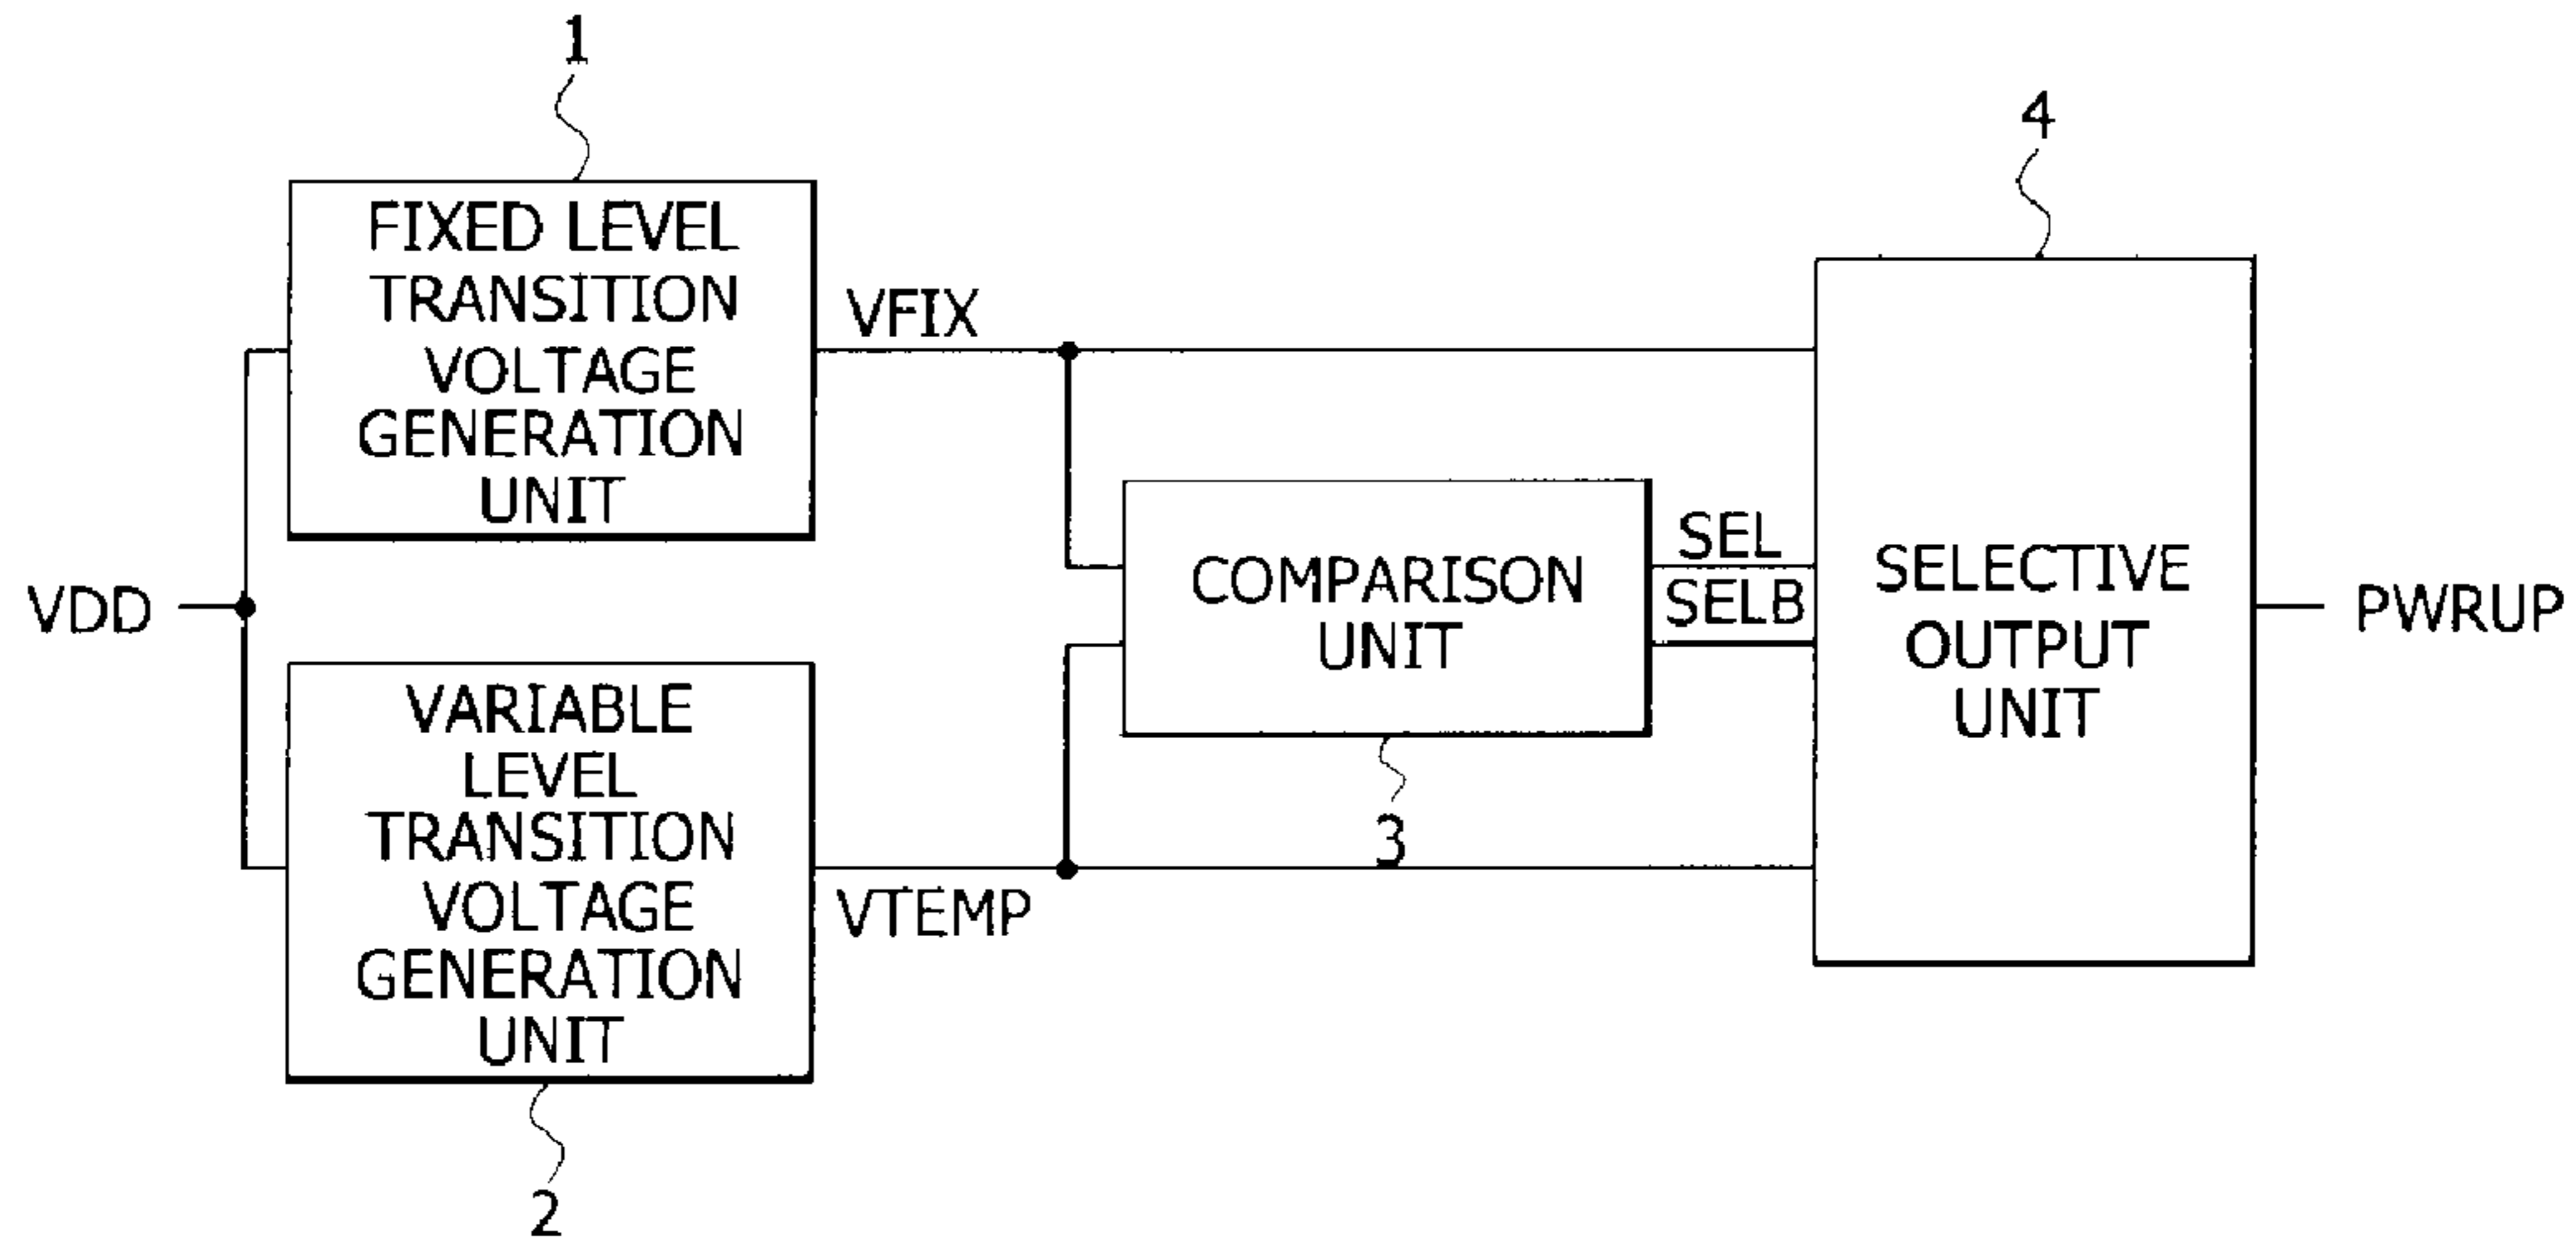 1
4
FIXED LEVEL
TRANSITION
VOLTAGE
GENERATION
UNIT
VFIX
VDD
COMPARISON
UNIT
3
SEL
SELB
SELECTIVE
OUTPUT
UNIT
PWRUP
VARIABLE
LEVEL
TRANSITION
VOLTAGE
GENERATION
UNIT
VTEMP
2